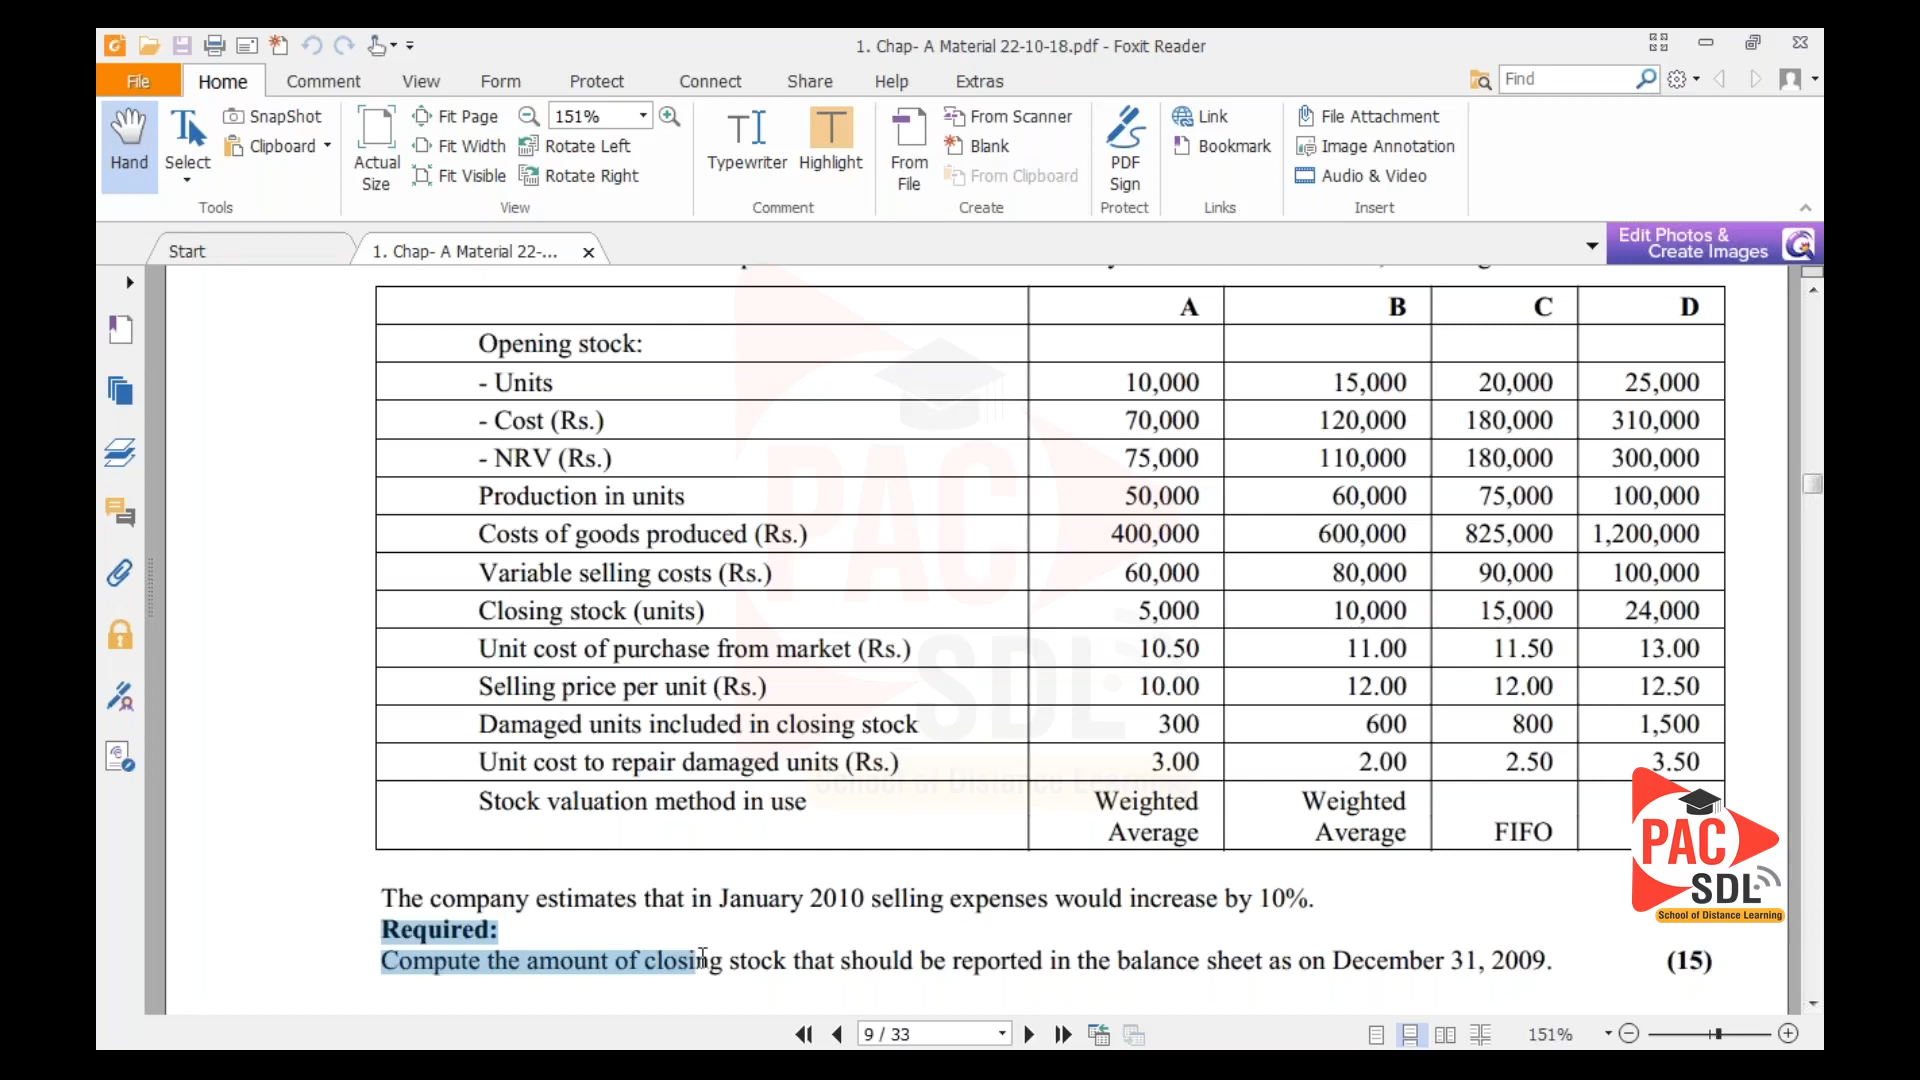 1. Chap- A Material 22-10-18.pdf - Foxit Reader
File Home Comment View Form Protect Connect Share Help Extras Find
Hand
Select
SnapShot
Clipboard
Tools
Actual Size
Fit Page
Fit Width
Fit Visible
151%
Rotate Left
Rotate Right
View
Typewriter
Highlight
Comment
From File
From Scanner
Blank
From Clipboard
Create
PDF Sign
Protect
Link
Bookmark
Links
File Attachment
Image Annotation
Audio & Video
Insert
Start
1. Chap- A Material 22-...
Edit Photos &
Create Images
A B C D
Opening stock:
- Units 10,000 15,000 20,000 25,000
- Cost (Rs.) 70,000 120,000 180,000 310,000
- NRV (Rs.) 75,000 110,000 180,000 300,000
Production in units 50,000 60,000 75,000 100,000
Costs of goods produced (Rs.) 400,000 600,000 825,000 1,200,000
Variable selling costs (Rs.) 60,000 80,000 90,000 100,000
Closing stock (units) 5,000 10,000 15,000 24,000
Unit cost of purchase from market (Rs.) 10.50 11.00 11.50 13.00
Selling price per unit (Rs.) 10.00 12.00 12.00 12.50
Damaged units included in closing stock 300 600 800 1,500
Unit cost to repair damaged units (Rs.) 3.00 2.00 2.50 3.50
Stock valuation method in use Weighted Average Weighted Average FIFO
The company estimates that in January 2010 selling expenses would increase by 10%.
Required:
Compute the amount of closing stock that should be reported in the balance sheet as on December 31, 2009. (15)
PAC
SDL
School of Distance Learning
PAC
SDL
School of Distance Learning
9 / 33
151%